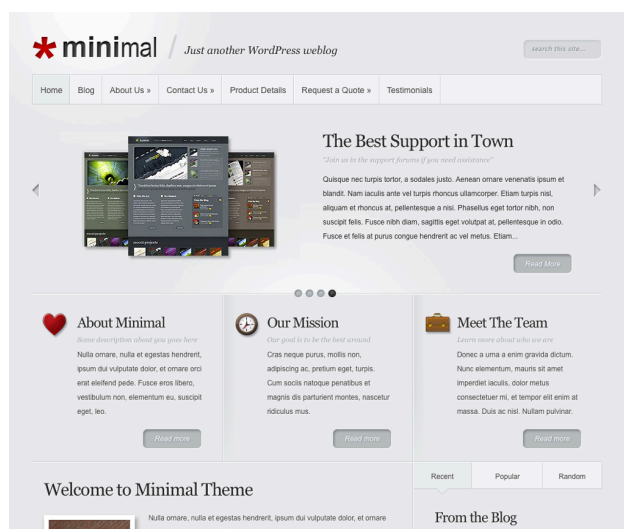 minimal / Just another WordPress weblog
search this site...
Home Blog About Us » Contact Us » Product Details Request a Quote » Testimonials
The Best Support in Town
"Join us in the support forums if you need assistance"
Quisque nec turpis tortor, a sodales justo. Aenean ornare venenatis ipsum et
blandit. Nam iaculis ante vel turpis rhoncus ullamcorper. Etiam turpis nisl,
aliquam et rhoncus at, pellentesque a nisi. Phasellus eget tortor nibh, non
suscipit felis. Fusce nibh diam, sagittis eget volutpat at, pellentesque in odio.
Fusce et felis at purus congue hendrerit ac vel metus. Etiam...
Read More
About Minimal
Some description about you goes here
Nulla ornare, nulla et egestas hendrerit,
ipsum dui vulputate dolor, et ornare orci
erat eleifend pede. Fusce eros libero,
vestibulum non, elementum eu, suscipit
eget, leo.
Read more
Our Mission
Our goal is to be the best around
Cras neque purus, mollis non,
adipiscing ac, pretium eget, turpis.
Cum sociis natoque penatibus et
magnis dis parturient montes, nascetur
ridiculus mus.
Read more
Meet The Team
Learn more about who we are
Donec a urna a enim gravida dictum.
Nunc elementum, mauris sit amet
imperdiet iaculis, dolor metus
consectetuer mi, et tempor elit enim at
massa. Duis ac nisl. Nullam pulvinar.
Read more
Welcome to Minimal Theme
Nulla ornare, nulla et egestas hendrerit, ipsum dui vulputate dolor, et ornare
Recent Popular Random
From the Blog